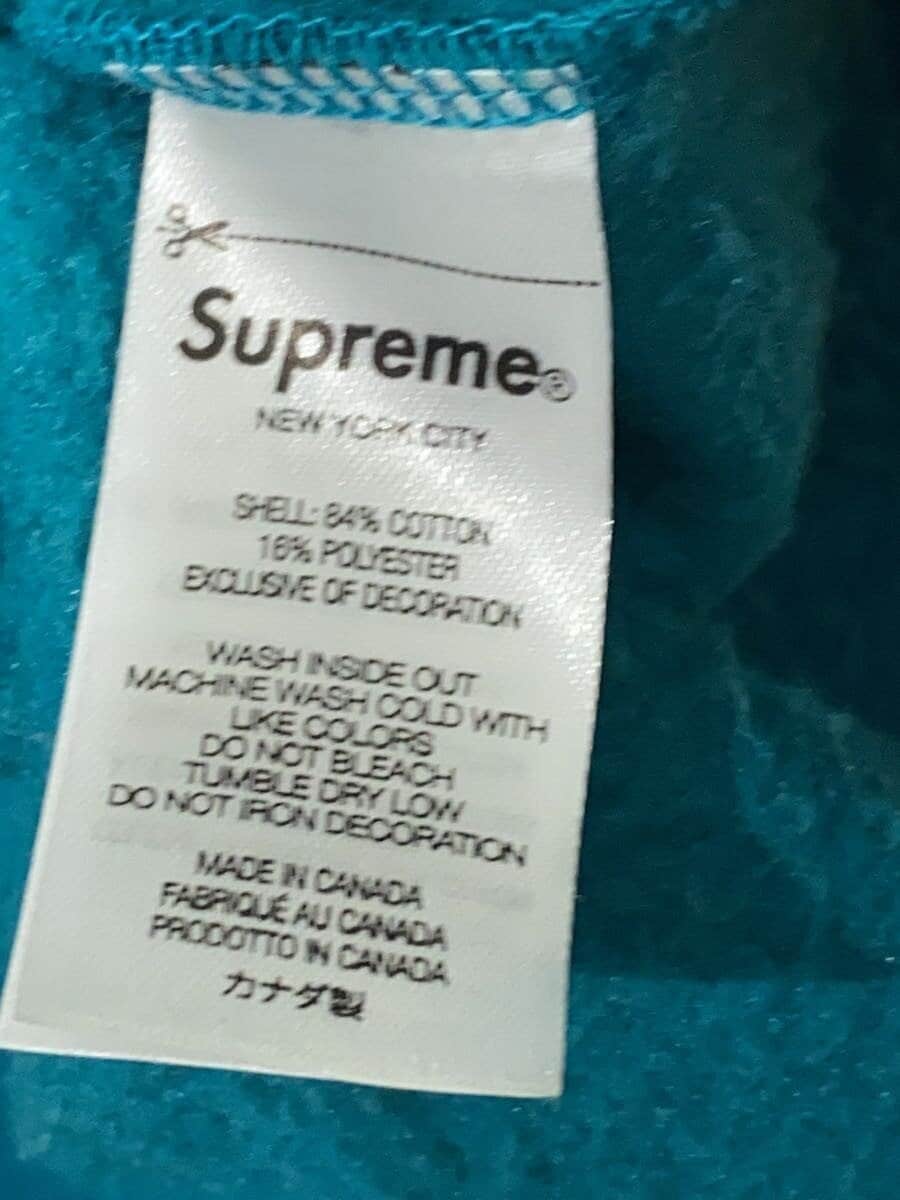 Supreme®
NEW YORK CITY
SHELL: 84% COTTON
16% POLYESTER
EXCLUSIVE OF DECORATION
WASH INSIDE OUT
MACHINE WASH COLD WITH
LIKE COLORS
DO NOT BLEACH
TUMBLE DRY LOW
DO NOT IRON DECORATION
MADE IN CANADA
FABRIQUÉ AU CANADA
PRODOTTO IN CANADA
カナダ製